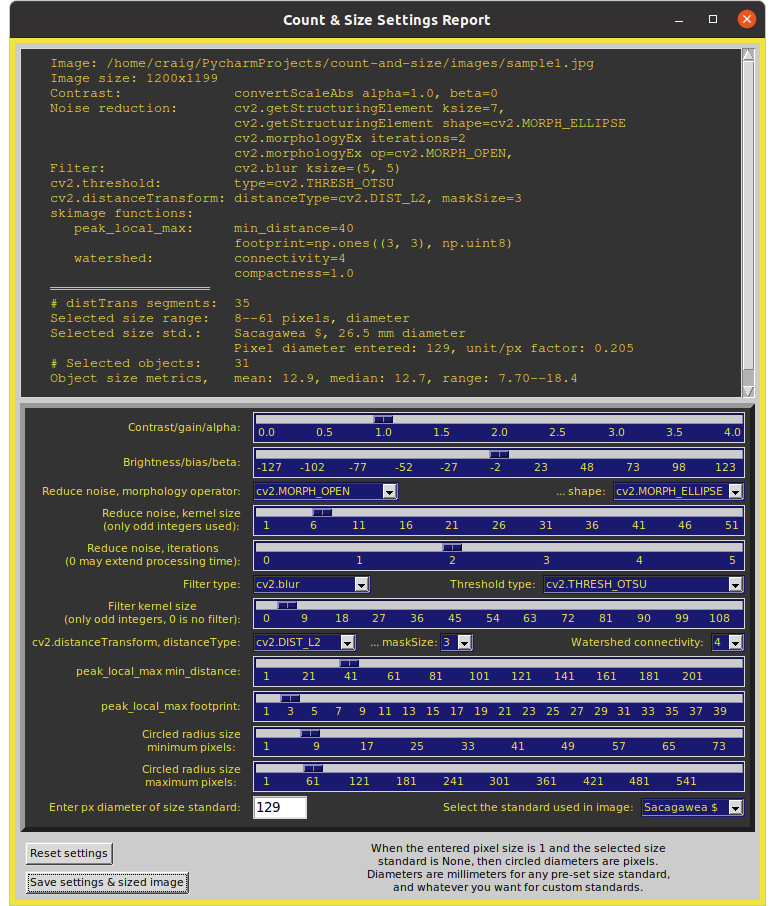 Count & Size Settings Report
Image: /home/craig/PycharmProjects/count-and-size/images/sample1.jpg
Image size: 1200x1199
Contrast: convertScaleAbs alpha=1.0, beta=0
Noise reduction: cv2.getStructuringElement ksize=7,
cv2.getStructuringElement shape=cv2.MORPH_ELLIPSE
cv2.morphologyEx iterations=2
cv2.morphologyEx op=cv2.MORPH_OPEN,
Filter: cv2.blur ksize=(5, 5)
cv2.threshold: type=cv2.THRESH_OTSU
cv2.distanceTransform: distanceType=cv2.DIST_L2, maskSize=3
skimage functions:
peak_local_max: min_distance=40
footprint=np.ones((3, 3), np.uint8)
watershed: connectivity=4
compactness=1.0
# distTrans segments: 35
Selected size range: 8--61 pixels, diameter
Selected size std.: Sacagawea $, 26.5 mm diameter
Pixel diameter entered: 129, unit/px factor: 0.205
# Selected objects: 31
Object size metrics, mean: 12.9, median: 12.7, range: 7.70--18.4
Contrast/gain/alpha: 0.0 0.5 1.0 1.5 2.0 2.5 3.0 3.5 4.0
Brightness/bias/beta: -127 -102 -77 -52 -27 -2 23 48 73 98 123
Reduce noise, morphology operator: cv2.MORPH_OPEN ... shape: cv2.MORPH_ELLIPSE
Reduce noise, kernel size
(only odd integers used): 1 6 11 16 21 26 31 36 41 46 51
Reduce noise, iterations
(0 may extend processing time): 0 1 2 3 4 5
Filter type: cv2.blur Threshold type: cv2.THRESH_OTSU
Filter kernel size
(only odd integers, 0 is no filter): 0 9 18 27 36 45 54 63 72 81 90 99 108
cv2.distanceTransform, distanceType: cv2.DIST_L2 ... maskSize: 3 Watershed connectivity: 4
peak_local_max min_distance: 1 21 41 61 81 101 121 141 161 181 201
peak_local_max footprint: 1 3 5 7 9 11 13 15 17 19 21 23 25 27 29 31 33 35 37 39
Circled radius size
minimum pixels: 1 9 17 25 33 41 49 57 65 73
Circled radius size
maximum pixels: 1 61 121 181 241 301 361 421 481 541
Enter px diameter of size standard: 129 Select the standard used in image: Sacagawea $
Reset settings
Save settings & sized image
When the entered pixel size is 1 and the selected size
standard is None, then circled diameters are pixels.
Diameters are millimeters for any pre-set size standard,
and whatever you want for custom standards.